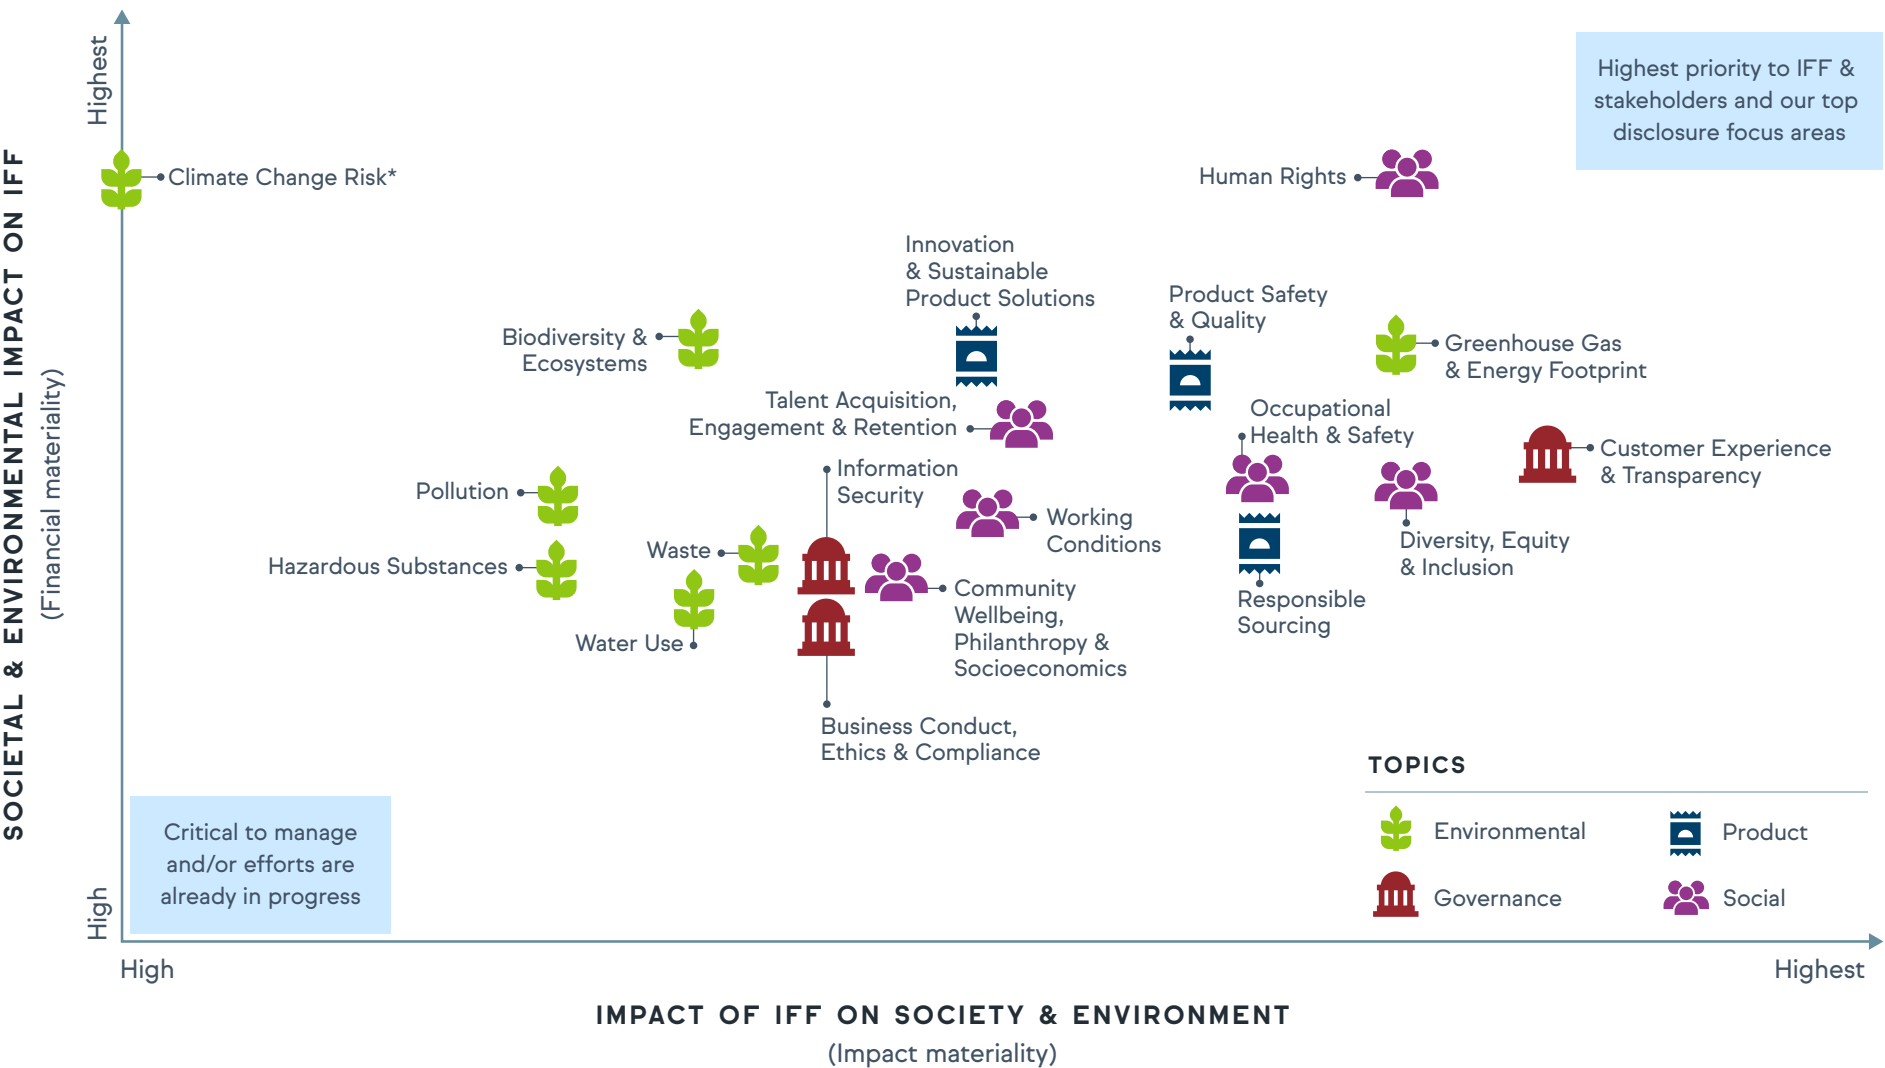 SOCIETAL & ENVIRONMENTAL IMPACT ON IFF
(Financial materiality)
Highest
High
Highest priority to IFF &
stakeholders and our top
disclosure focus areas
Climate Change Risk*
Human Rights
Innovation
& Sustainable
Product Solutions
Product Safety
& Quality
Biodiversity &
Ecosystems
Greenhouse Gas
& Energy Footprint
Talent Acquisition,
Engagement & Retention
Occupational
Health & Safety
Customer Experience
& Transparency
Information
Security
Pollution
Working
Conditions
Diversity, Equity
& Inclusion
Waste
Hazardous Substances
Community
Wellbeing,
Philanthropy &
Socioeconomics
Responsible
Sourcing
Water Use
Business Conduct,
Ethics & Compliance
TOPICS
Environmental
Product
Governance
Social
Critical to manage
and/or efforts are
already in progress
High
Highest
IMPACT OF IFF ON SOCIETY & ENVIRONMENT
(Impact materiality)